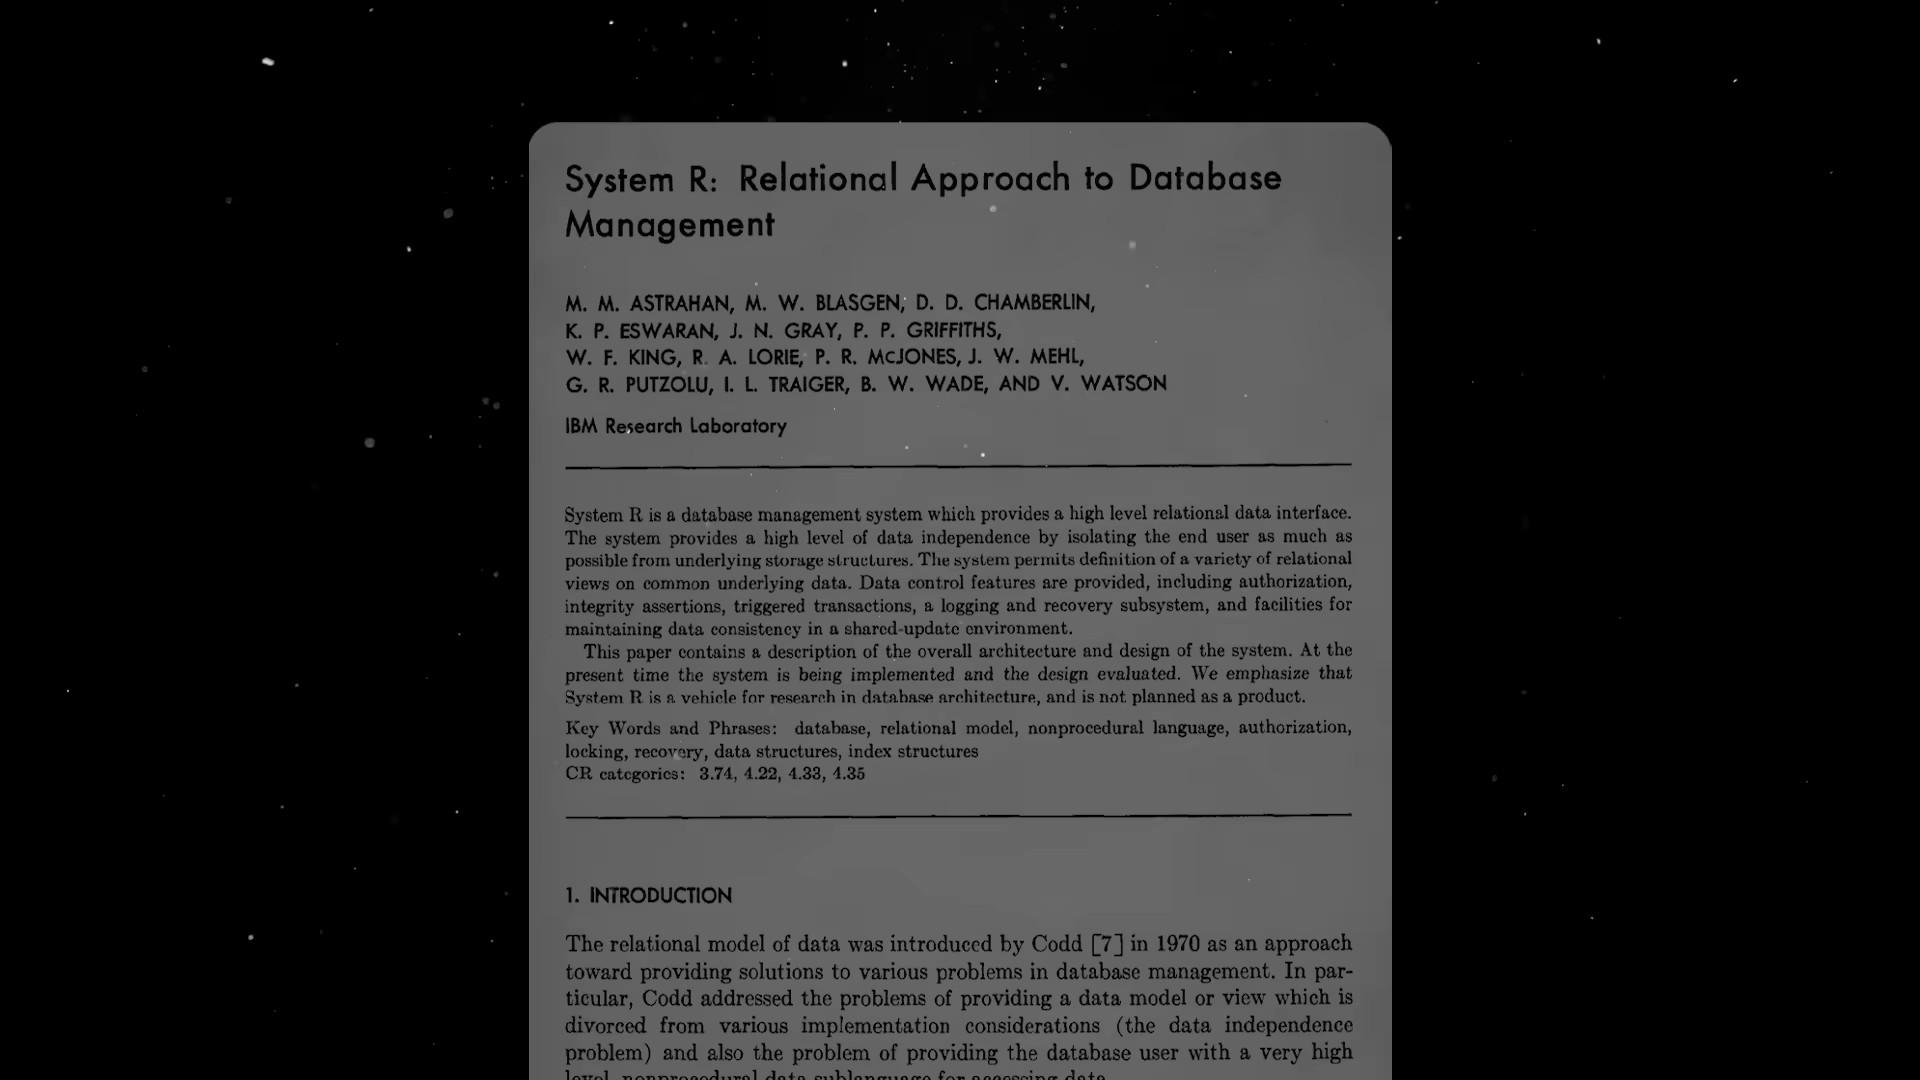 System R: Relational Approach to Database
Management
M. M. ASTRAHAN, M. W. BLASGEN, D. D. CHAMBERLIN,
K. P. ESWARAN, J. N. GRAY, P. P. GRIFFITHS,
W. F. KING, R. A. LORIE, P. R. McJONES, J. W. MEHL,
G. R. PUTZOLU, I. L. TRAIGER, B. W. WADE, AND V. WATSON
IBM Research Laboratory
System R is a database management system which provides a high level relational data interface.
The system provides a high level of data independence by isolating the end user as much as
possible from underlying storage structures. The system permits definition of a variety of relational
views on common underlying data. Data control features are provided, including authorization,
integrity assertions, triggered transactions, a logging and recovery subsystem, and facilities for
maintaining data consistency in a shared-update environment.
This paper contains a description of the overall architecture and design of the system. At the
present time the system is being implemented and the design evaluated. We emphasize that
System R is a vehicle for research in database architecture, and is not planned as a product.
Key Words and Phrases: database, relational model, nonprocedural language, authorization,
locking, recovery, data structures, index structures
CR categories: 3.74, 4.22, 4.33, 4.35
1. INTRODUCTION
The relational model of data was introduced by Codd [7] in 1970 as an approach
toward providing solutions to various problems in database management. In par-
ticular, Codd addressed the problems of providing a data model or view which is
divorced from various implementation considerations (the data independence
problem) and also the problem of providing the database user with a very high
level, nonprocedural data sublanguage for accessing data.